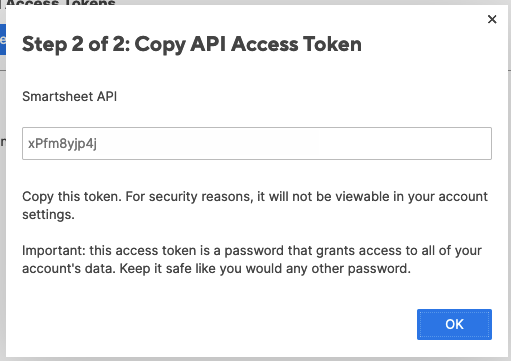 Access Tokens
Step 2 of 2: Copy API Access Token
Smartsheet API
xPfm8yjp4j
Copy this token. For security reasons, it will not be viewable in your account
settings.
Important: this access token is a password that grants access to all of your
account's data. Keep it safe like you would any other password.
OK